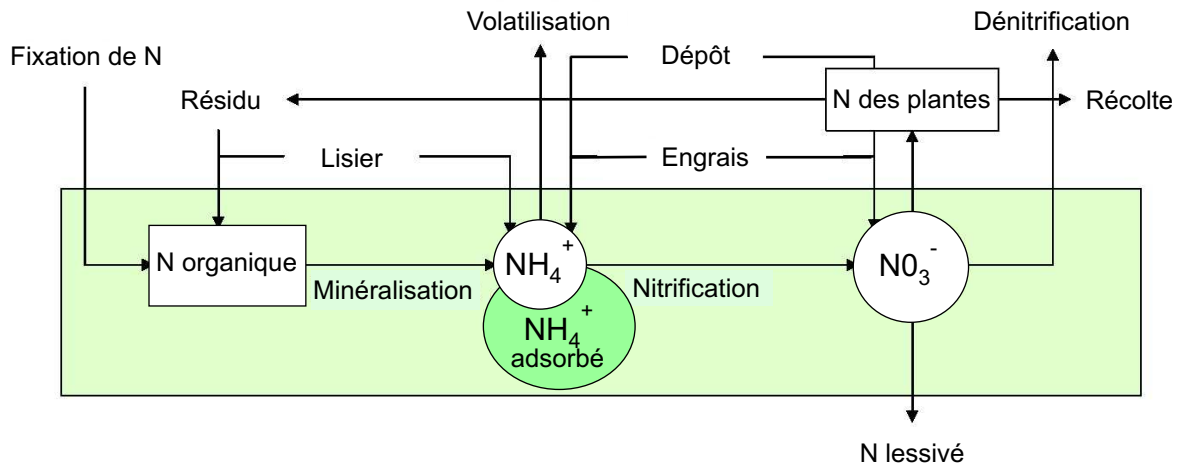 Volatilisation
Dénitrification
Fixation de N
Dépôt
Résidu
N des plantes
Récolte
Lisier
Engrais
N organique
NH4+
N03-
Minéralisation
Nitrification
NH4+
adsorbé
N lessivé